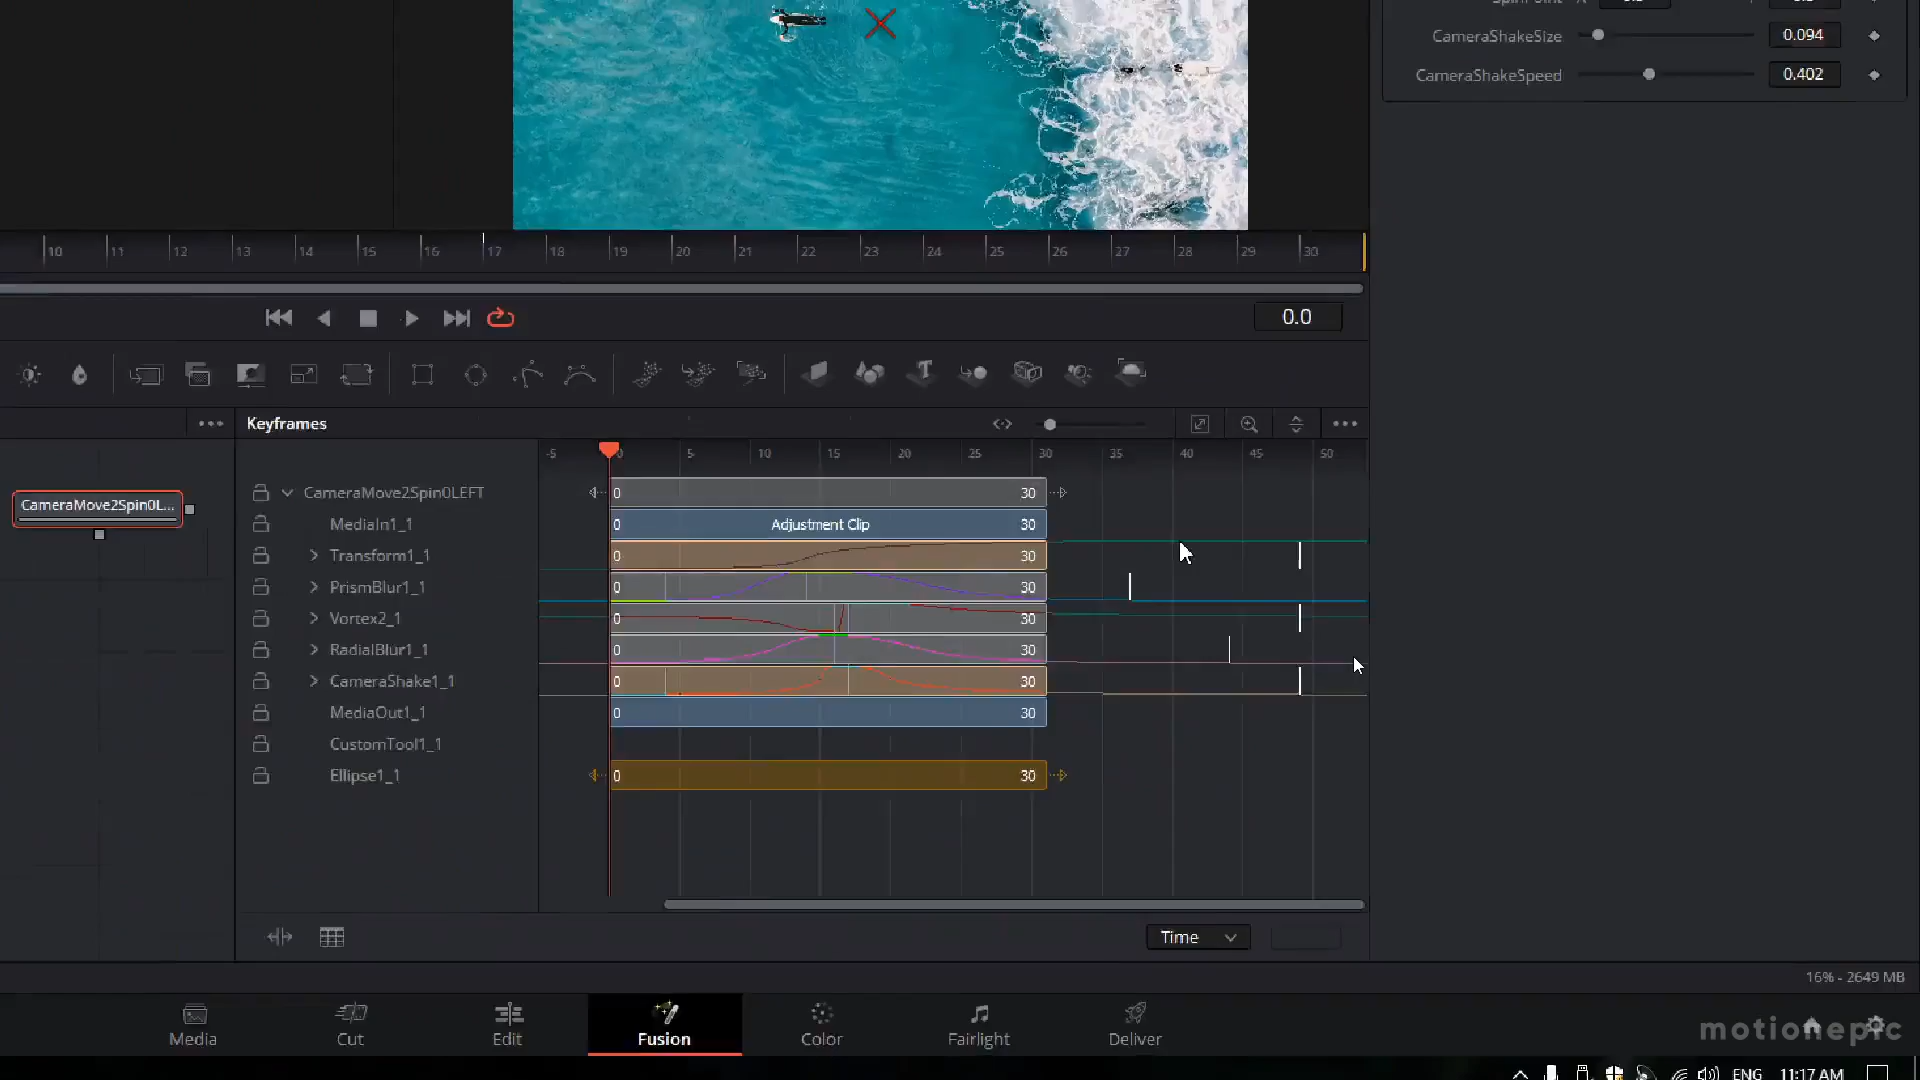 CameraShakeSize 0.094
CameraShakeSpeed 0.402
10 11 12 13 14 15 16 17 18 19 20 21 22 23 24 25 26 27 28 29 30
0.0
Keyframes
-5 0 5 10 15 20 25 30 35 40 45 50
CameraMove2Spin0L...
CameraMove2Spin0LEFT 0 30
MediaIn1_1 0 Adjustment Clip 30
Transform1_1 0 30
PrismBlur1_1 0 30
Vortex2_1 0 30
RadialBlur1_1 0 30
CameraShake1_1 0 30
MediaOut1_1 0 30
CustomTool1_1
Ellipse1_1 0 30
Time
16% - 2649 MB
Media Cut Edit Fusion Color Fairlight Deliver
motionepic
ENG 11:17 AM